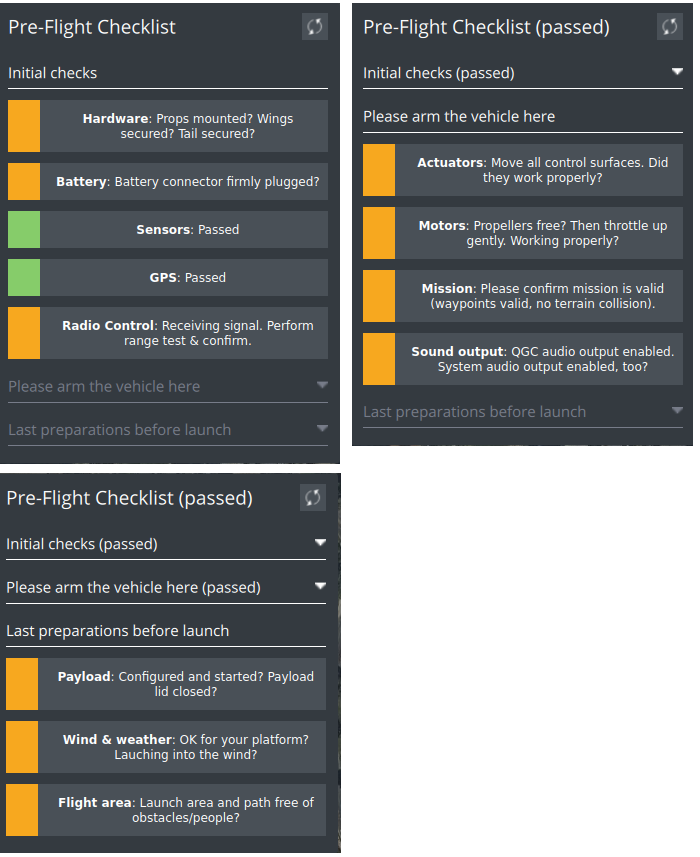 Pre-Flight Checklist
Initial checks
Hardware: Props mounted? Wings
secured? Tail secured?
Battery: Battery connector firmly plugged?
Sensors: Passed
GPS: Passed
Radio Control: Receiving signal. Perform
range test & confirm.
Please arm the vehicle here
Last preparations before launch
Pre-Flight Checklist (passed)
Initial checks (passed)
Please arm the vehicle here
Actuators: Move all control surfaces. Did
they work properly?
Motors: Propellers free? Then throttle up
gently. Working properly?
Mission: Please confirm mission is valid
(waypoints valid, no terrain collision).
Sound output: QGC audio output enabled.
System audio output enabled, too?
Last preparations before launch
Pre-Flight Checklist (passed)
Initial checks (passed)
Please arm the vehicle here (passed)
Last preparations before launch
Payload: Configured and started? Payload
lid closed?
Wind & weather: OK for your platform?
Lauching into the wind?
Flight area: Launch area and path free of
obstacles/people?